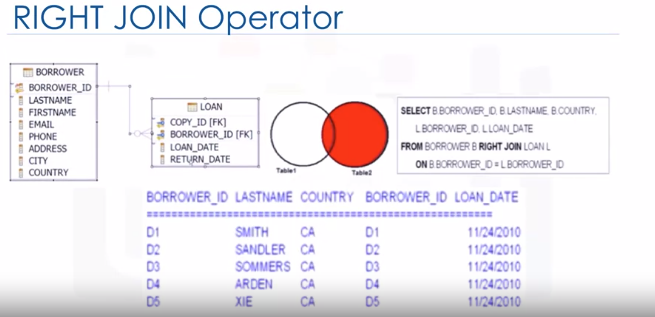 RIGHT JOIN Operator
BORROWER
BORROWER_ID
LASTNAME
FIRSTNAME
EMAIL
PHONE
ADDRESS
CITY
COUNTRY
LOAN
COPY_ID [FK]
BORROWER_ID [FK]
LOAN_DATE
RETURN_DATE
Table1
Table2
SELECT B.BORROWER_ID, B.LASTNAME, B.COUNTRY,
L.BORROWER_ID, L.LOAN_DATE
FROM BORROWER B RIGHT JOIN LOAN L
ON B.BORROWER_ID = L.BORROWER_ID
BORROWER_ID LASTNAME COUNTRY BORROWER_ID LOAN_DATE
=====================================================
D1 SMITH CA D1 11/24/2010
D2 SANDLER CA D2 11/24/2010
D3 SOMMERS CA D3 11/24/2010
D4 ARDEN CA D4 11/24/2010
D5 XIE CA D5 11/24/2010